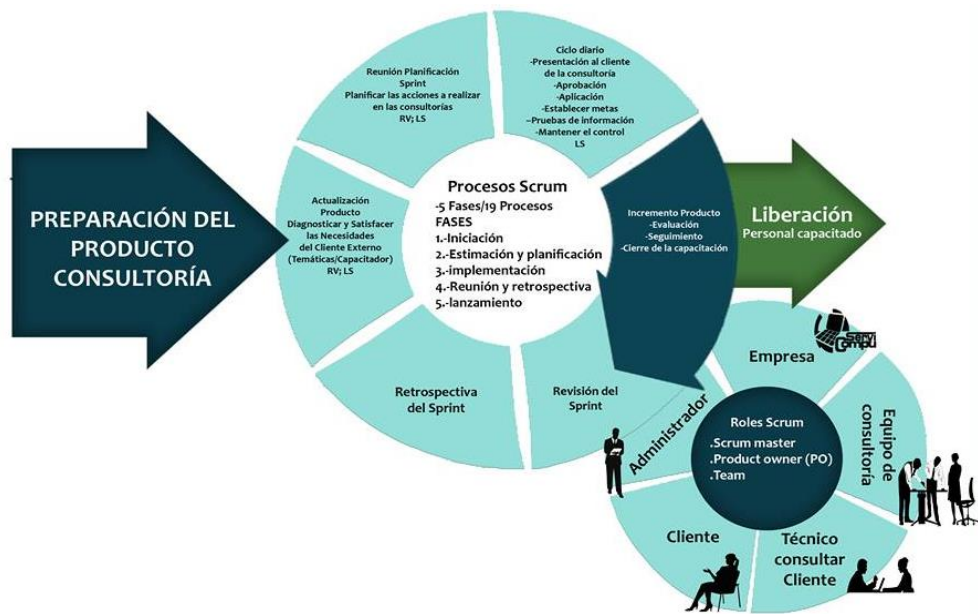 PREPARACIÓN DEL
PRODUCTO
CONSULTORÍA
Actualización
Producto
Diagnosticar y Satisfacer
las Necesidades
del Cliente Externo
(Temáticas/Capacitador)
RV; LS
Reunión Planificación
Sprint
Planificar las acciones a realizar
en las consultorías
RV; LS
Ciclo diario
-Presentación al cliente
de la consultoría
-Aprobación
-Aplicación
-Establecer metas
-Pruebas de información
-Mantener el control
LS
Incremento Producto
-Evaluación
-Seguimiento
-Cierre de la capacitación
Liberación
Personal capacitado
Procesos Scrum
-5 Fases/19 Procesos
FASES
1.-Iniciación
2.-Estimación y planificación
3.-implementación
4.-Reunión y retrospectiva
5.-lanzamiento
Retrospectiva
del Sprint
Revisión del
Sprint
Empresa
Servi
Compu
Administrador
Roles Scrum
.Scrum master
.Product owner (PO)
.Team
Equipo de
consultoría
Cliente
Técnico
consultar
Cliente